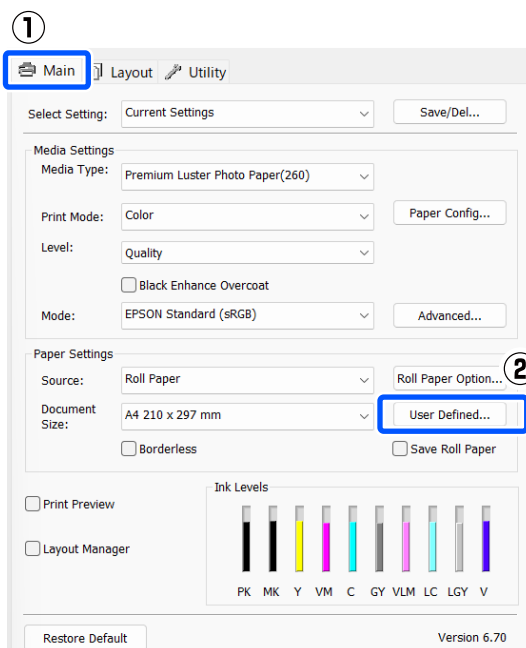 ①
Main Layout Utility
Select Setting: Current Settings Save/Del...
Media Settings
Media Type: Premium Luster Photo Paper(260)
Print Mode: Color Paper Config...
Level: Quality
Black Enhance Overcoat
Mode: EPSON Standard (sRGB) Advanced...
Paper Settings
②
Source: Roll Paper Roll Paper Option...
Document
Size: A4 210 x 297 mm User Defined...
Borderless Save Roll Paper
Ink Levels
Print Preview
Layout Manager
PK MK Y VM C GY VLM LC LGY V
Restore Defau Version 6.70